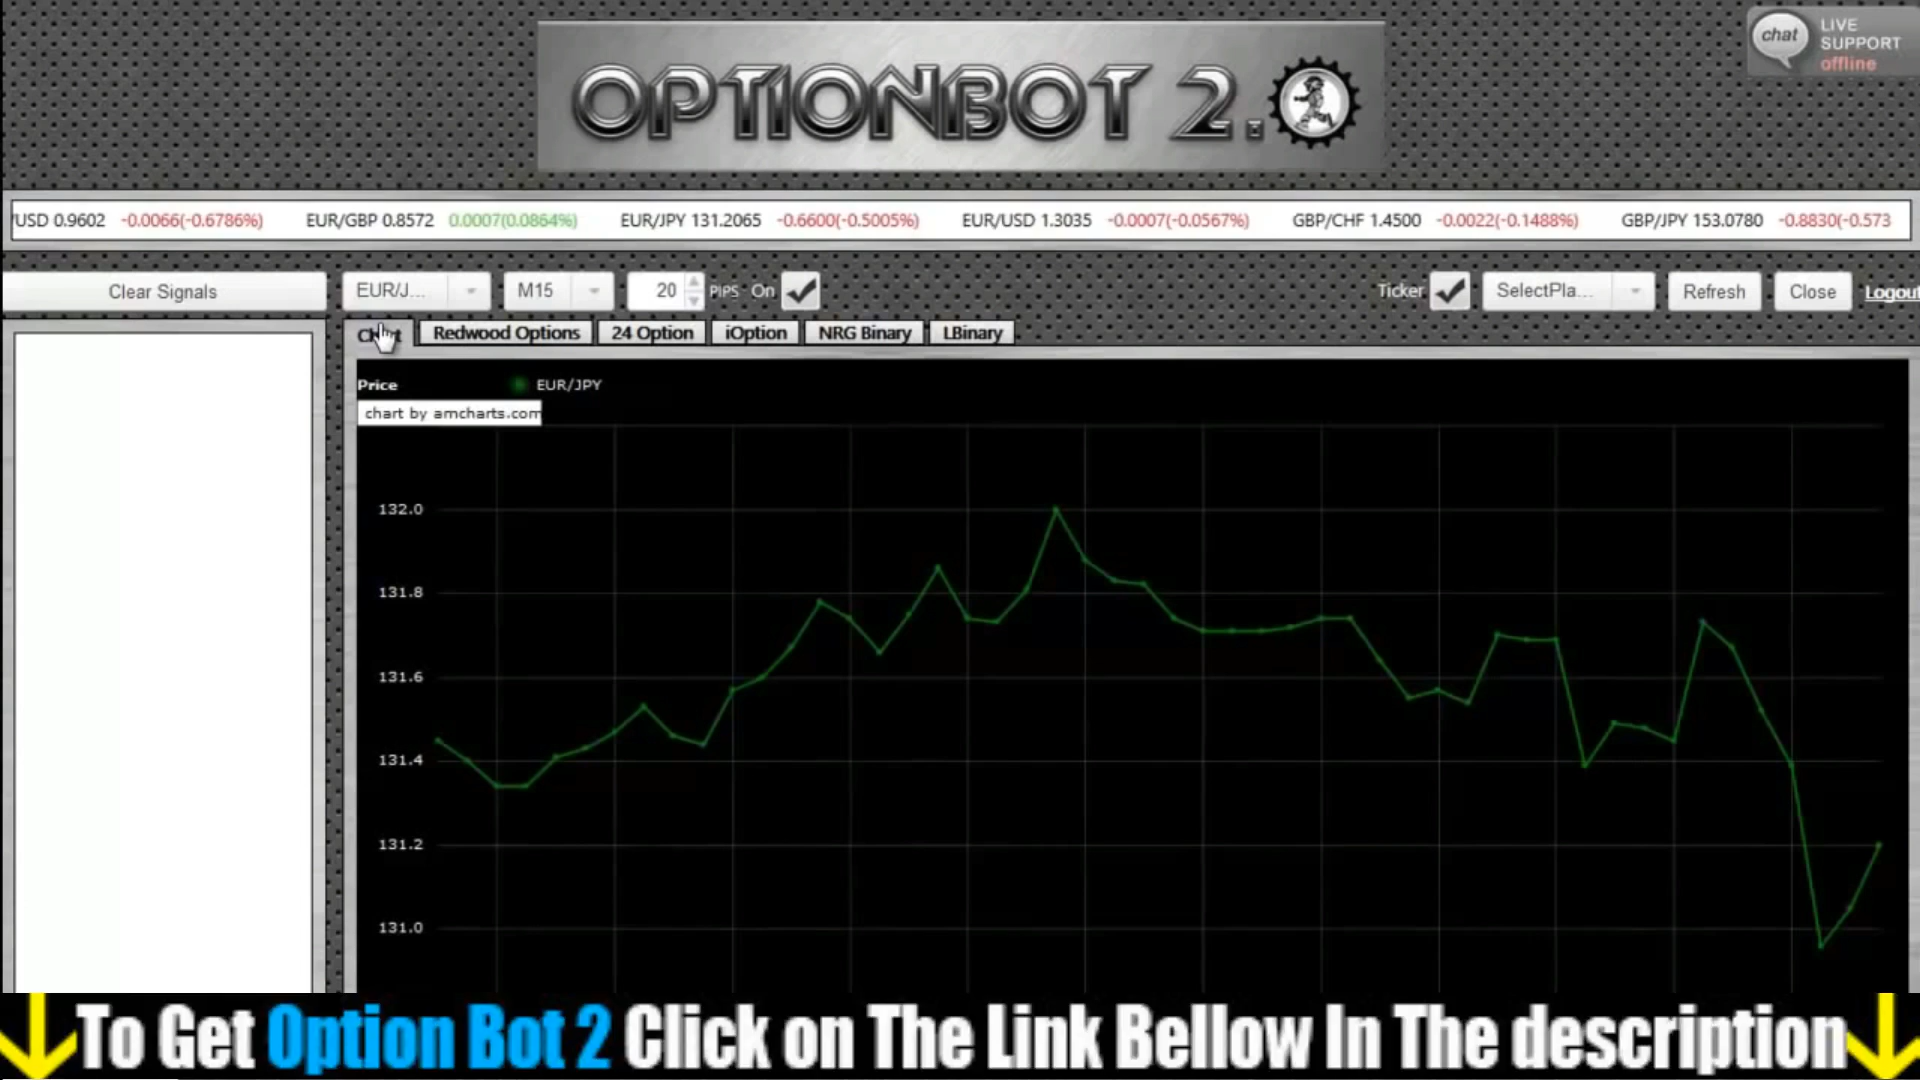 OPTIONBOT 2.
chat LIVE SUPPORT offline
/USD 0.9602 -0.0066(-0.6786%) EUR/GBP 0.8572 0.0007(0.0864%) EUR/JPY 131.2065 -0.6600(-0.5005%) EUR/USD 1.3035 -0.0007(-0.0567%) GBP/CHF 1.4500 -0.0022(-0.1488%) GBP/JPY 153.0780 -0.8830(-0.573
Clear Signals EUR/J... M15 20 PIPS On Ticker SelectPla... Refresh Close Logout
Redwood Options 24 Option iOption NRG Binary LBinary
Price EUR/JPY
chart by amcharts.com
132.0
131.8
131.6
131.4
131.2
131.0
To Get Option Bot 2 Click on The Link Bellow In The description